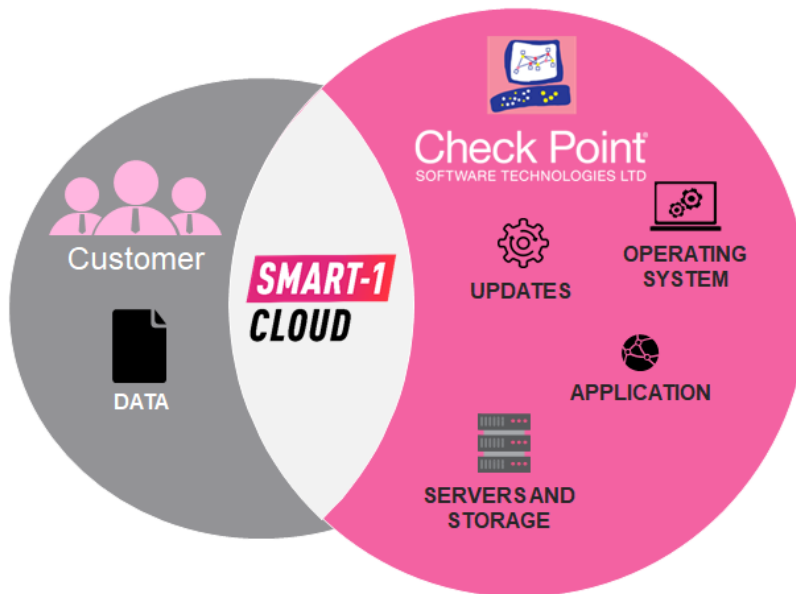 Check Point
SOFTWARE TECHNOLOGIES LTD
Customer
DATA
SMART-1
CLOUD
UPDATES
OPERATING
SYSTEM
APPLICATION
SERVERS AND
STORAGE